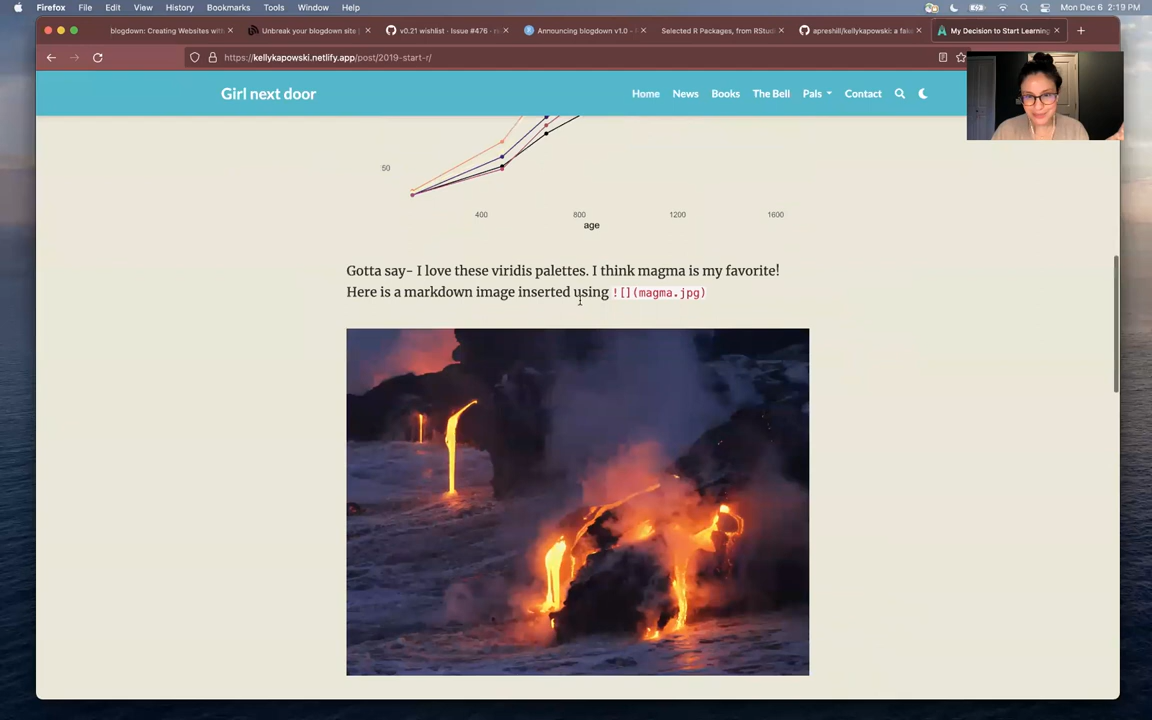 Firefox File Edit View History Bookmarks Tools Window Help Mon Dec 6 2:19 PM
blogdown: Creating Websites with Unbreak your blogdown site v0.21 wishlist · Issue #476 · Announcing blogdown v1.0 Selected R Packages, from RStu apreshill/kellykapowski: a fak My Decision to Start Learning
https://kellykapowski.netlify.app/post/2019-start-r/
Girl next door Home News Books The Bell Pals Contact
50
400 800 1200 1600
age
Gotta say- I love these viridis palettes. I think magma is my favorite!
Here is a markdown image inserted using ![](magma.jpg)